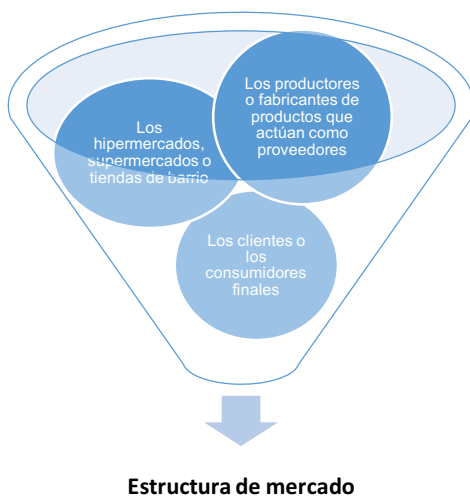 Los productores
o fabricantes de
productos que
actúan como
proveedores
Los
hipermercados,
supermercados o
tiendas de barrio
Los clientes o
los
consumidores
finales
Estructura de mercado